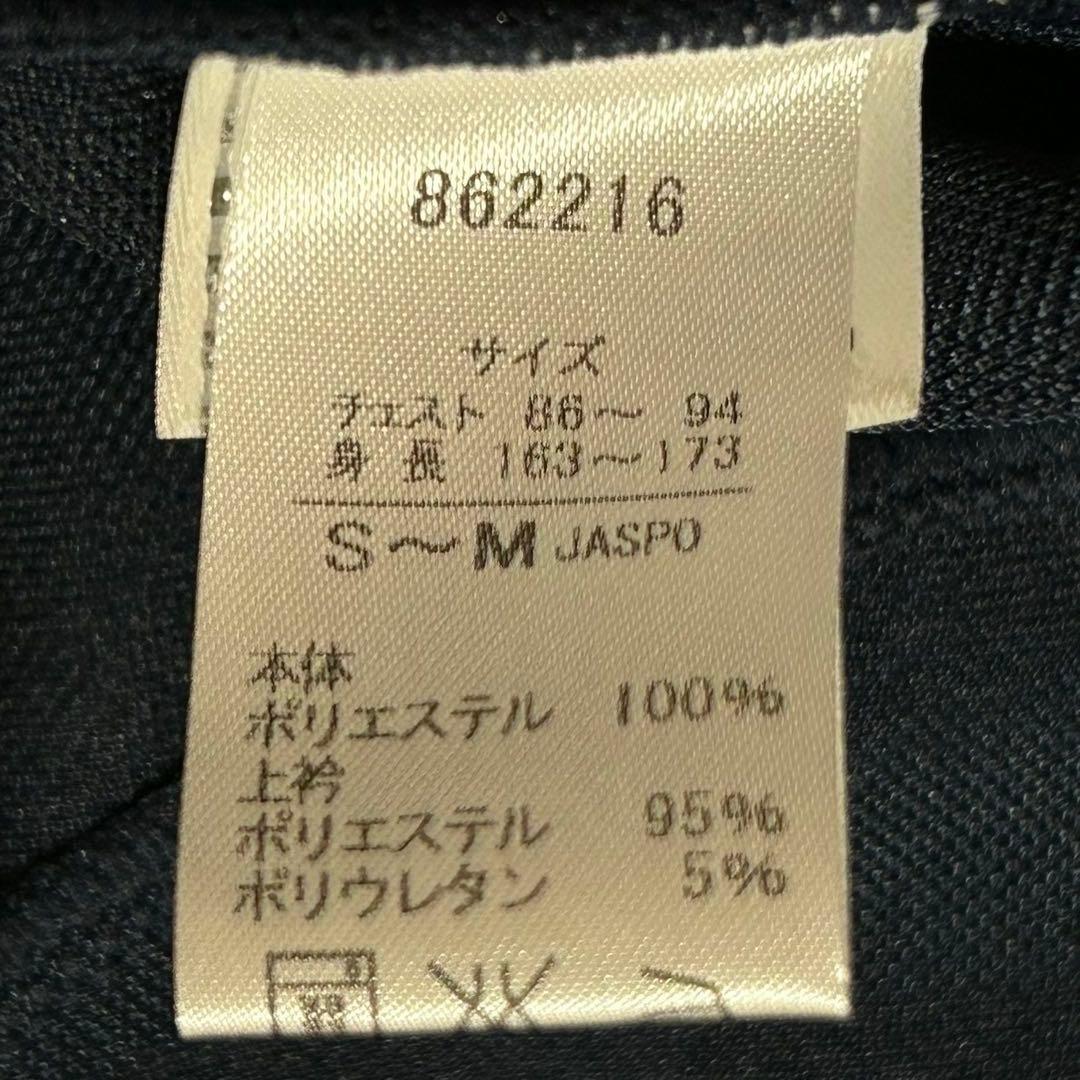 862216
サイズ
チェスト 86～ 94
身 長 163～173
S～M JASPO
本体
ポリエステル 100%
上衿
ポリエステル 95%
ポリウレタン 5%